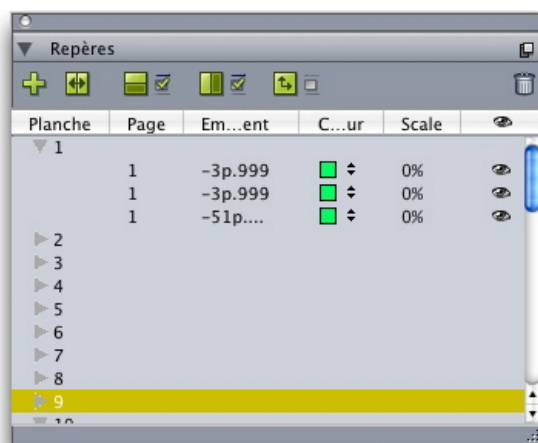 Repères
Planche Page Em...ent C...ur Scale
1
1 -3p.999 0%
1 -3p.999 0%
1 -51p.... 0%
2
3
4
5
6
7
8
9
10